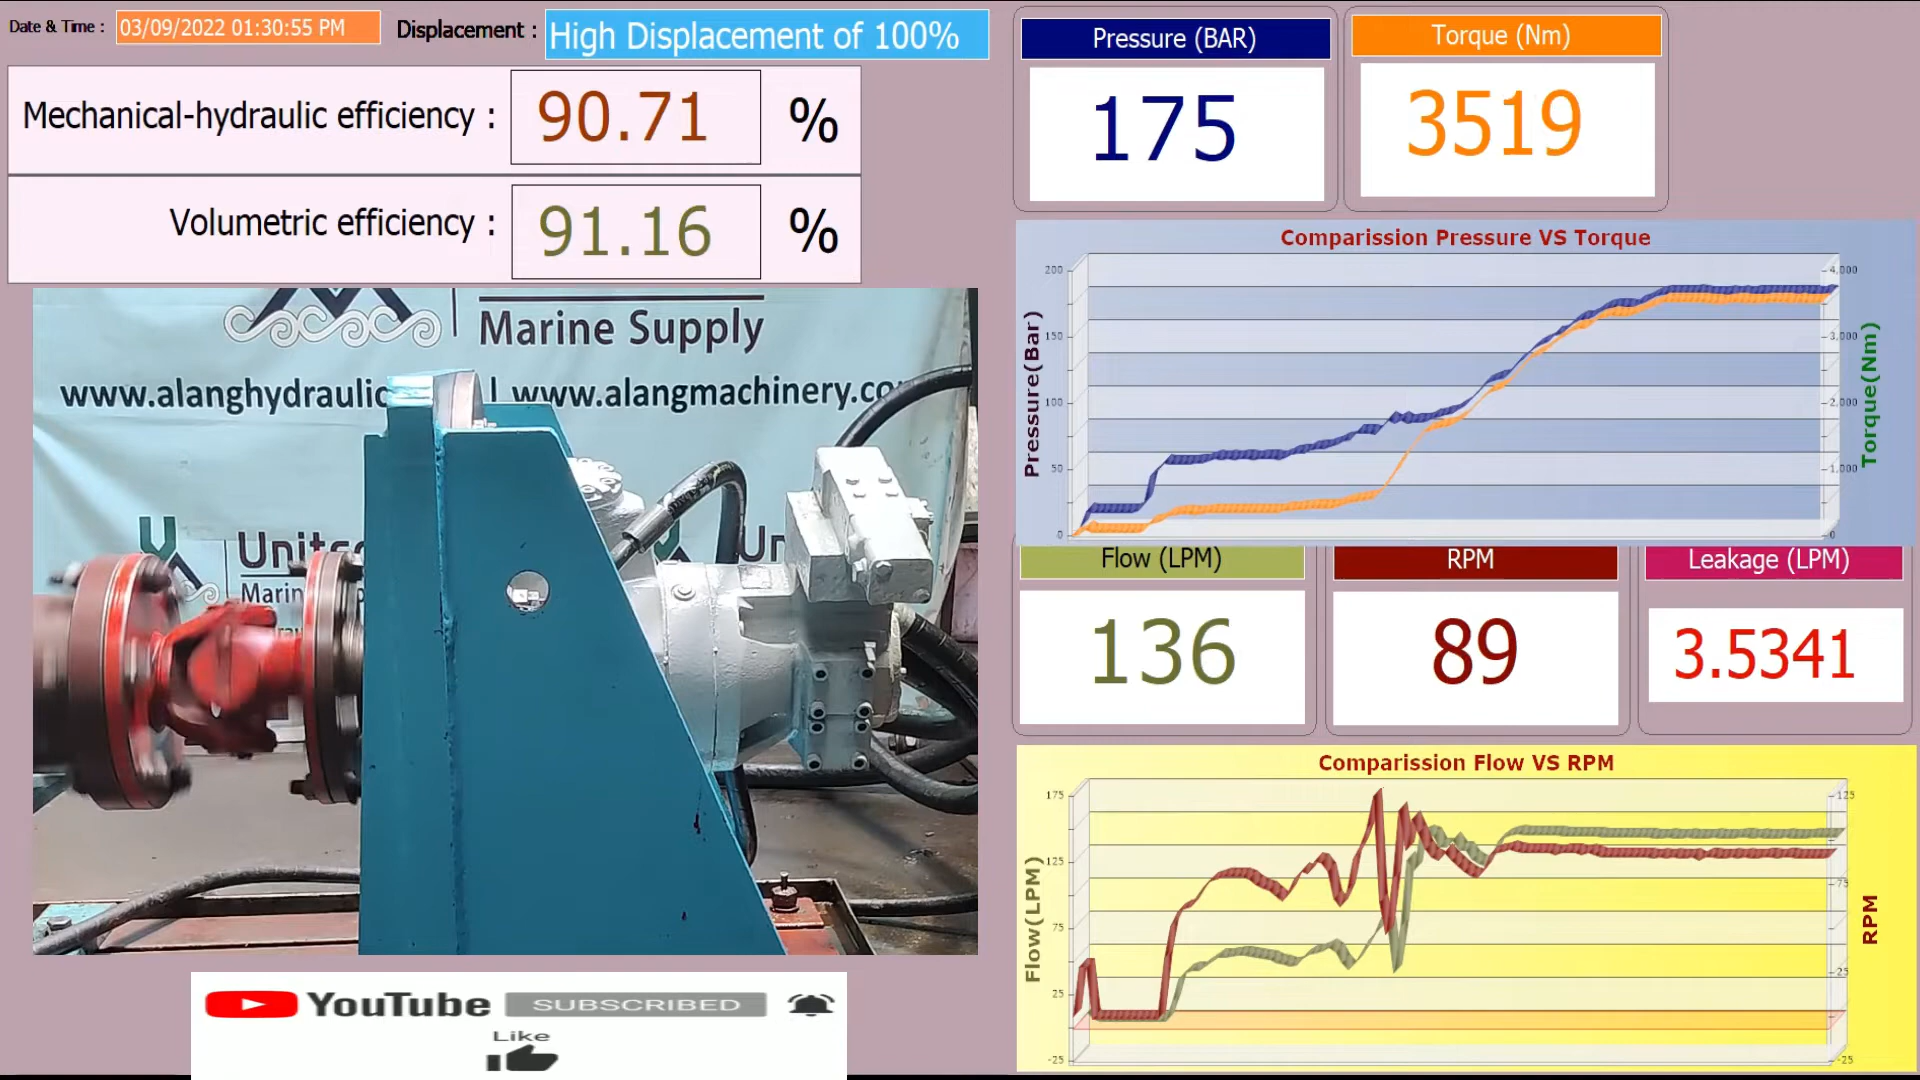 Date & Time : 03/09/2022 01:30:55 PM
Displacement : High Displacement of 100%
Mechanical-hydraulic efficiency : 90.71 %
Volumetric efficiency : 91.16 %
Marine Supply
www.alanghydraulic
| www.alangmachinery.co
Unite
Marin
Un
YouTube SUBSCRIBED
Like
Pressure (BAR)
175
Torque (Nm)
3519
Comparission Pressure VS Torque
Pressure(Bar)
200
150
100
50
0
4,000
3,000
2,000
1,000
0
Torque(Nm)
Flow (LPM)
136
RPM
89
Leakage (LPM)
3.5341
Comparission Flow VS RPM
Flow(LPM)
175
125
75
25
-25
125
75
25
-25
RPM